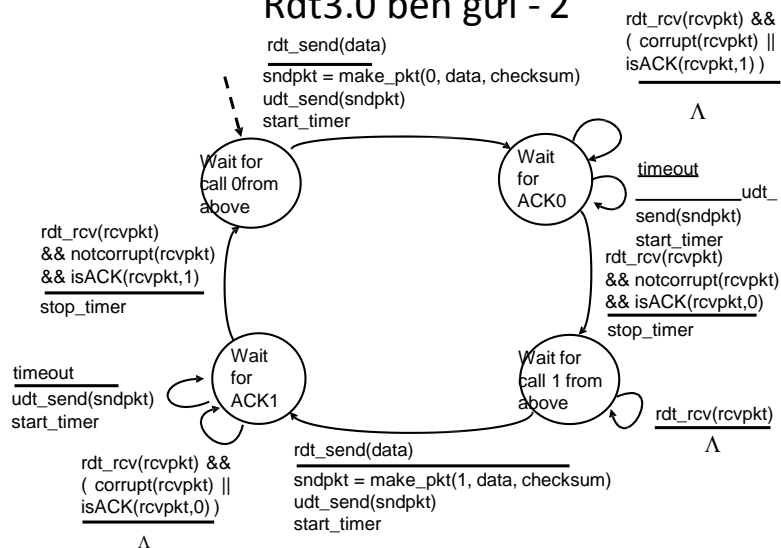 Rdt3.0 bên gửi - 2
rdt_send(data)
sndpkt = make_pkt(0, data, checksum)
udt_send(sndpkt)
start_timer
rdt_rcv(rcvpkt) &&
( corrupt(rcvpkt) ||
isACK(rcvpkt,1) )
Λ
Wait for
call 0from
above
Wait
for
ACK0
timeout
udt_
send(sndpkt)
start_timer
rdt_rcv(rcvpkt)
&& notcorrupt(rcvpkt)
&& isACK(rcvpkt,1)
stop_timer
rdt_rcv(rcvpkt)
&& notcorrupt(rcvpkt)
&& isACK(rcvpkt,0)
stop_timer
Wait
for
ACK1
Wait for
call 1 from
above
timeout
udt_send(sndpkt)
start_timer
rdt_rcv(rcvpkt)
Λ
rdt_rcv(rcvpkt) &&
( corrupt(rcvpkt) ||
isACK(rcvpkt,0) )
Λ
rdt_send(data)
sndpkt = make_pkt(1, data, checksum)
udt_send(sndpkt)
start_timer